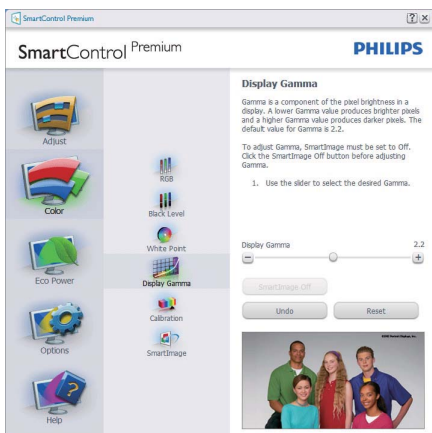 SmartControl Premium
SmartControl Premium
PHILIPS
Adjust
Color
Eco Power
Options
Help
RGB
Black Level
White Point
Display Gamma
Calibration
SmartImage
Display Gamma
Gamma is a component of the pixel brightness in a
display. A lower Gamma value produces brighter pixels
and a higher Gamma value produces darker pixels. The
default value for Gamma is 2.2.
To adjust Gamma, SmartImage must be set to Off.
Click the SmartImage Off button before adjusting
Gamma.
1. Use the slider to select the desired Gamma.
Display Gamma 2.2
SmartImage Off
Undo Reset